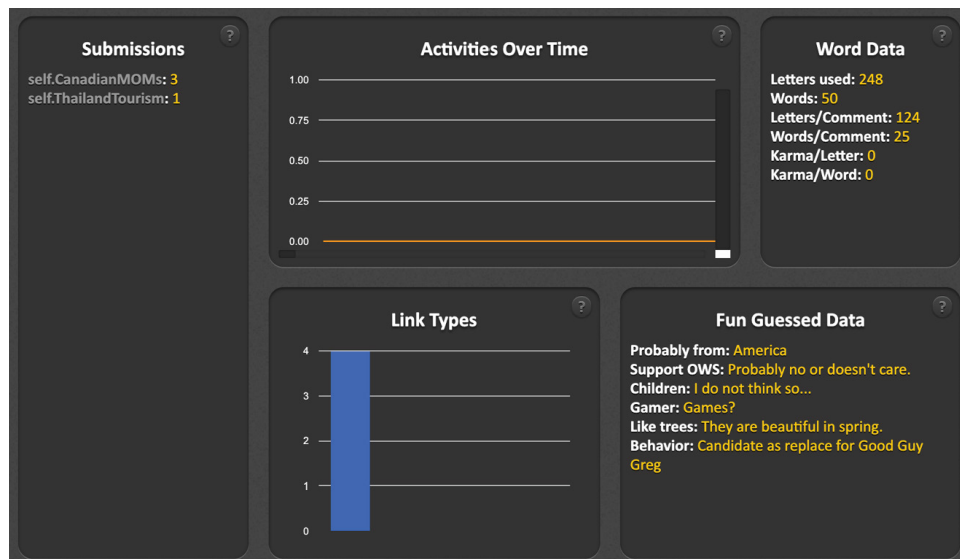 Submissions
?
self.CanadianMOMs: 3
self.ThailandTourism: 1
Activities Over Time
?
1.00
0.75
0.50
0.25
0.00
Word Data
?
Letters used: 248
Words: 50
Letters/Comment: 124
Words/Comment: 25
Karma/Letter: 0
Karma/Word: 0
Link Types
?
4
3
2
1
0
Fun Guessed Data
?
Probably from: America
Support OWS: Probably no or doesn't care.
Children: I do not think so...
Gamer: Games?
Like trees: They are beautiful in spring.
Behavior: Candidate as replace for Good Guy
Greg